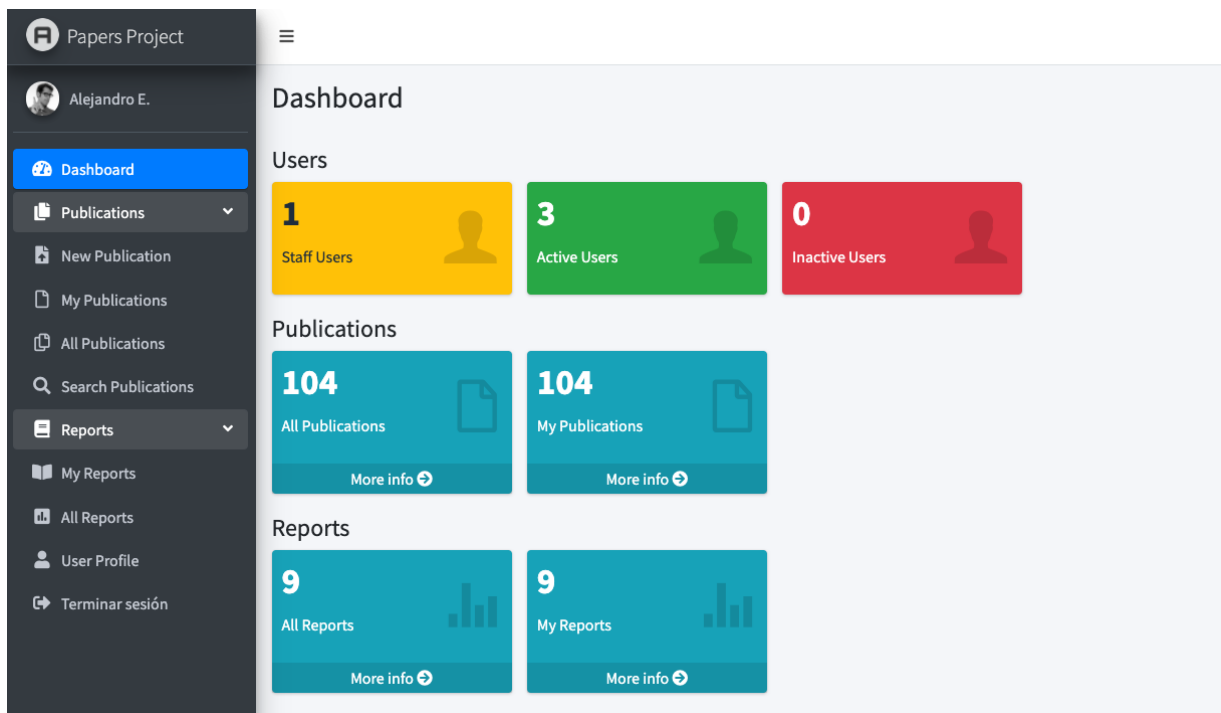 Papers Project
Alejandro E.
Dashboard
Publications
New Publication
My Publications
All Publications
Search Publications
Reports
My Reports
All Reports
User Profile
Terminar sesión
Dashboard
Users
1
Staff Users
3
Active Users
0
Inactive Users
Publications
104
All Publications
More info
104
My Publications
More info
Reports
9
All Reports
More info
9
My Reports
More info